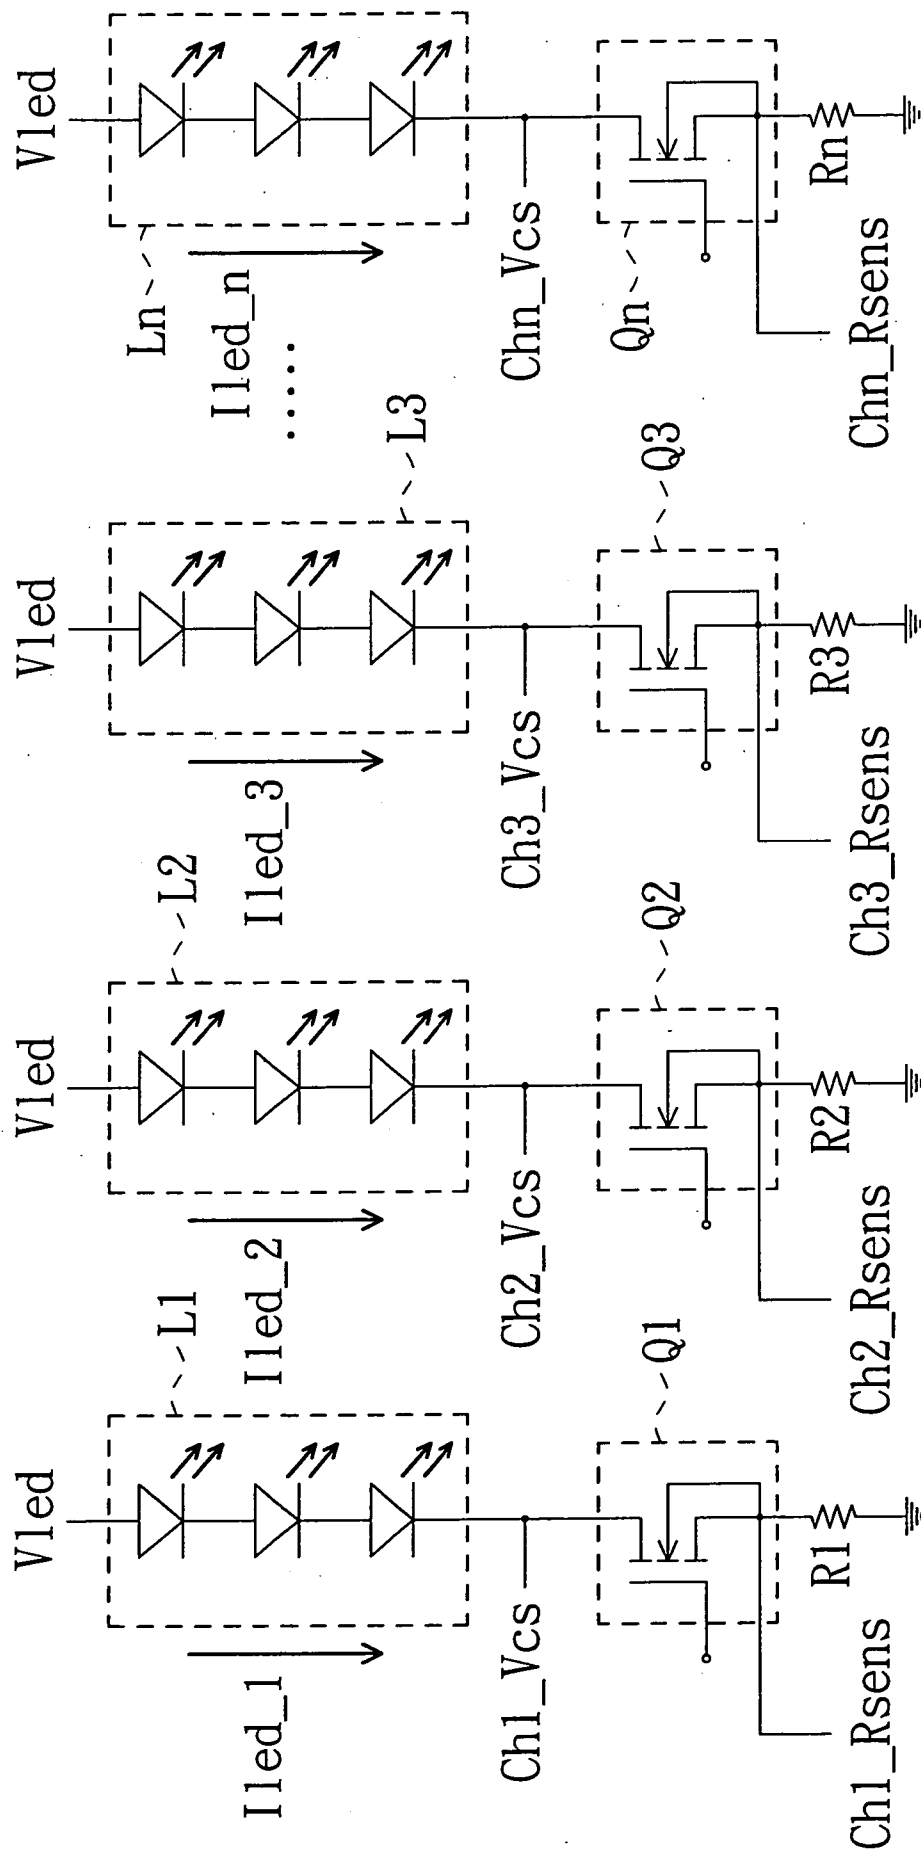 Vled
Vled
Vled
Vled
L1
L2
L3
Ln
Iled_1
Iled_2
Iled_3
Iled_n
.....
Ch1_Vcs
Ch2_Vcs
Ch3_Vcs
Chn_Vcs
Q1
Q2
Q3
Qn
R1
R2
R3
Rn
Ch1_Rsens
Ch2_Rsens
Ch3_Rsens
Chn_Rsens